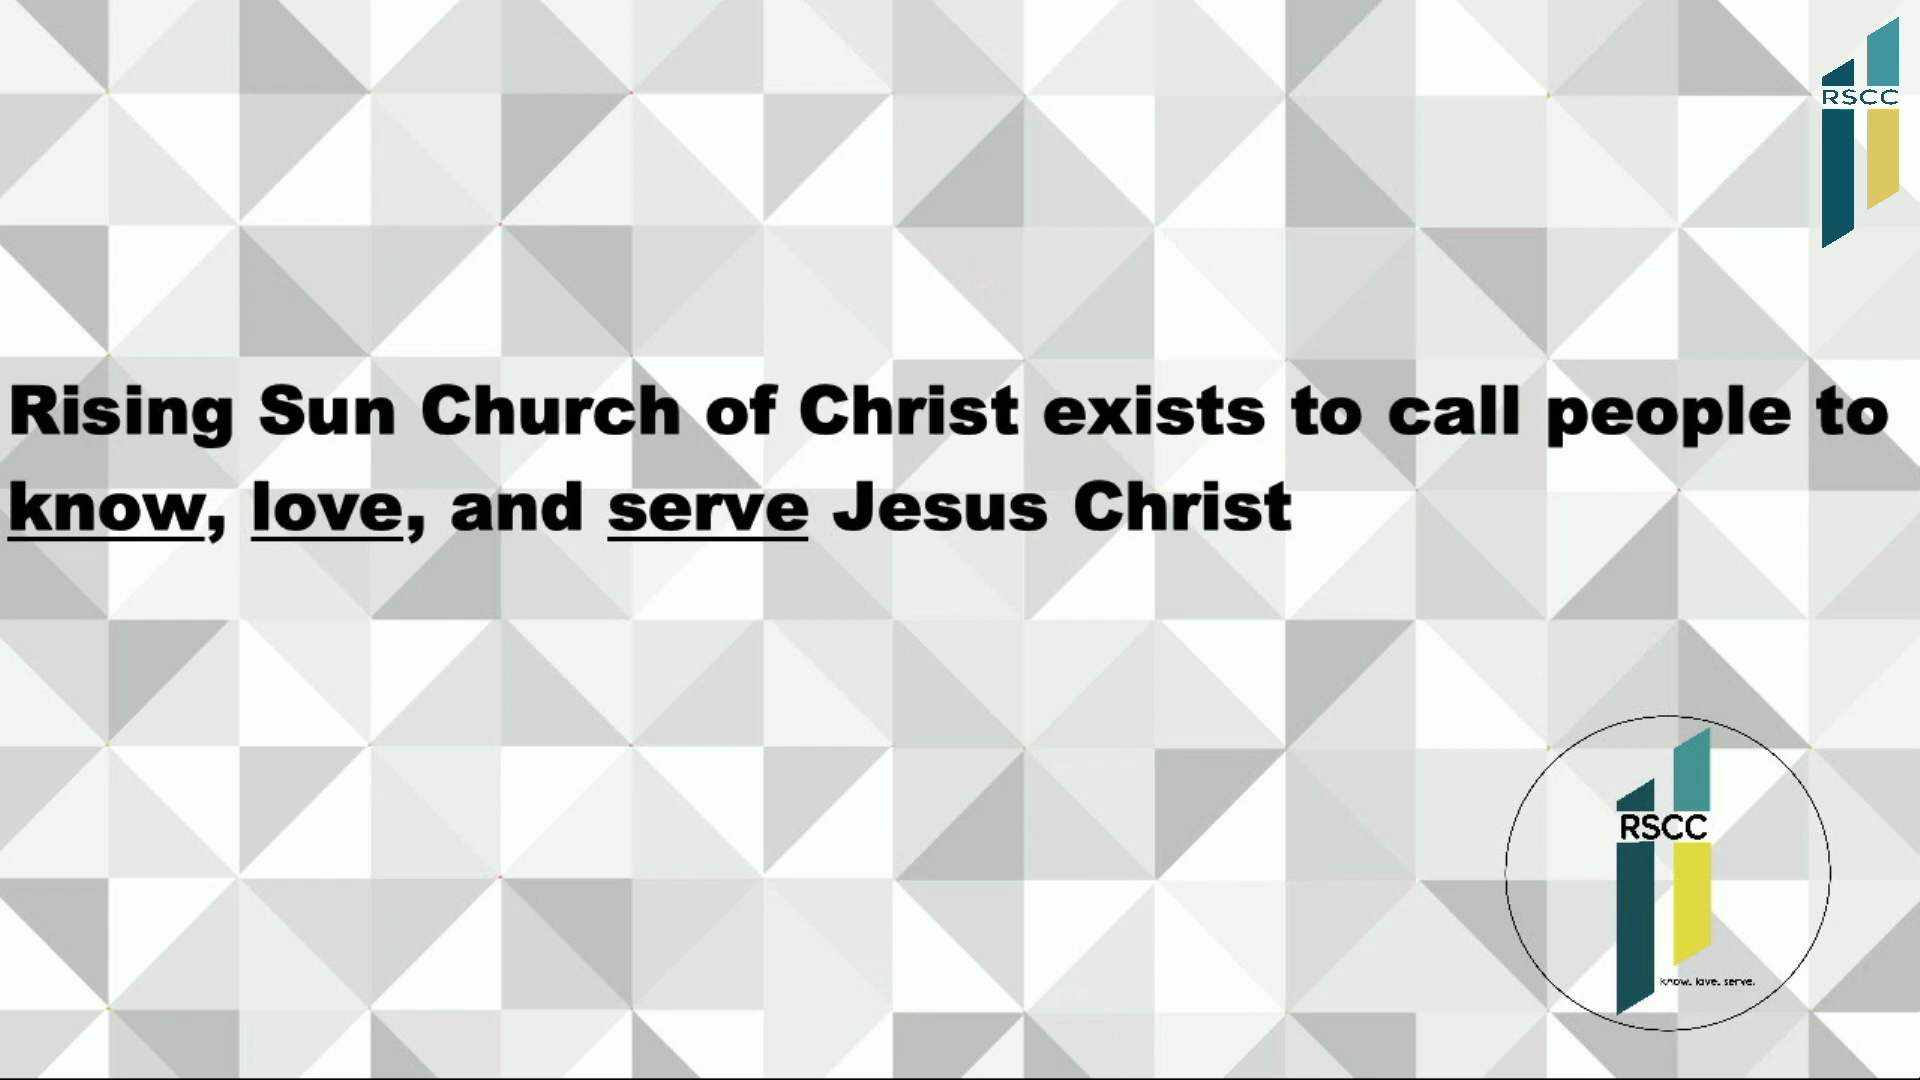 RSCC
Rising Sun Church of Christ exists to call people to
know, love, and serve Jesus Christ
RSCC
know. love. serve.